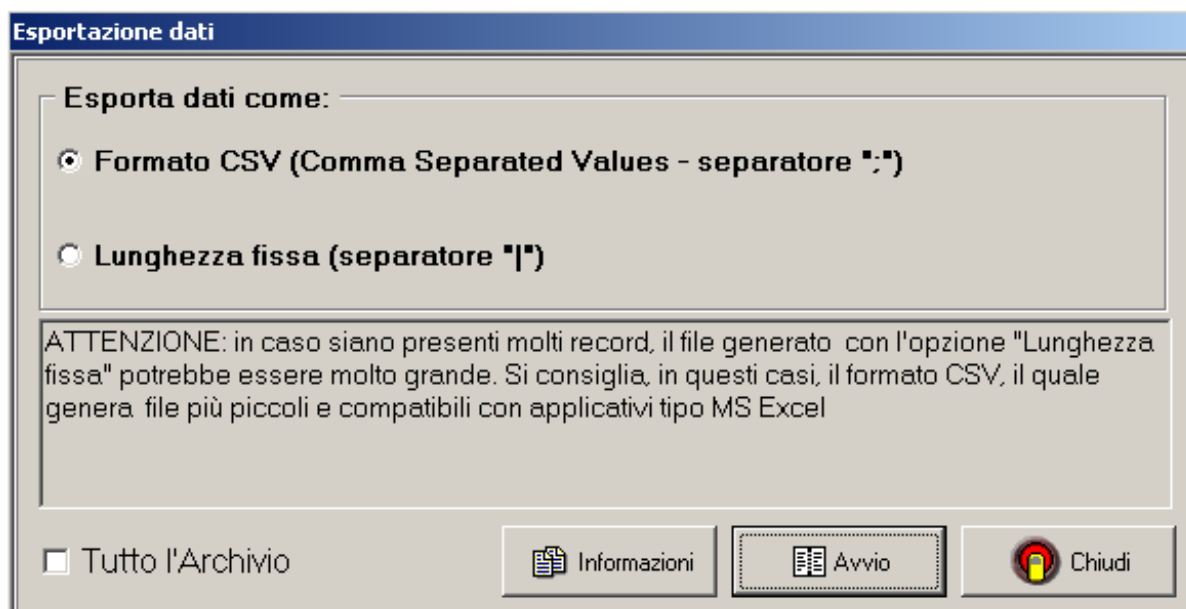 Esportazione dati
Esporta dati come:
Formato CSV (Comma Separated Values - separatore ";")
Lunghezza fissa (separatore "|")
ATTENZIONE: in caso siano presenti molti record, il file generato con l'opzione "Lunghezza
fissa" potrebbe essere molto grande. Si consiglia, in questi casi, il formato CSV, il quale
genera file più piccoli e compatibili con applicativi tipo MS Excel
Tutto l'Archivio
Informazioni
Avvio
Chiudi